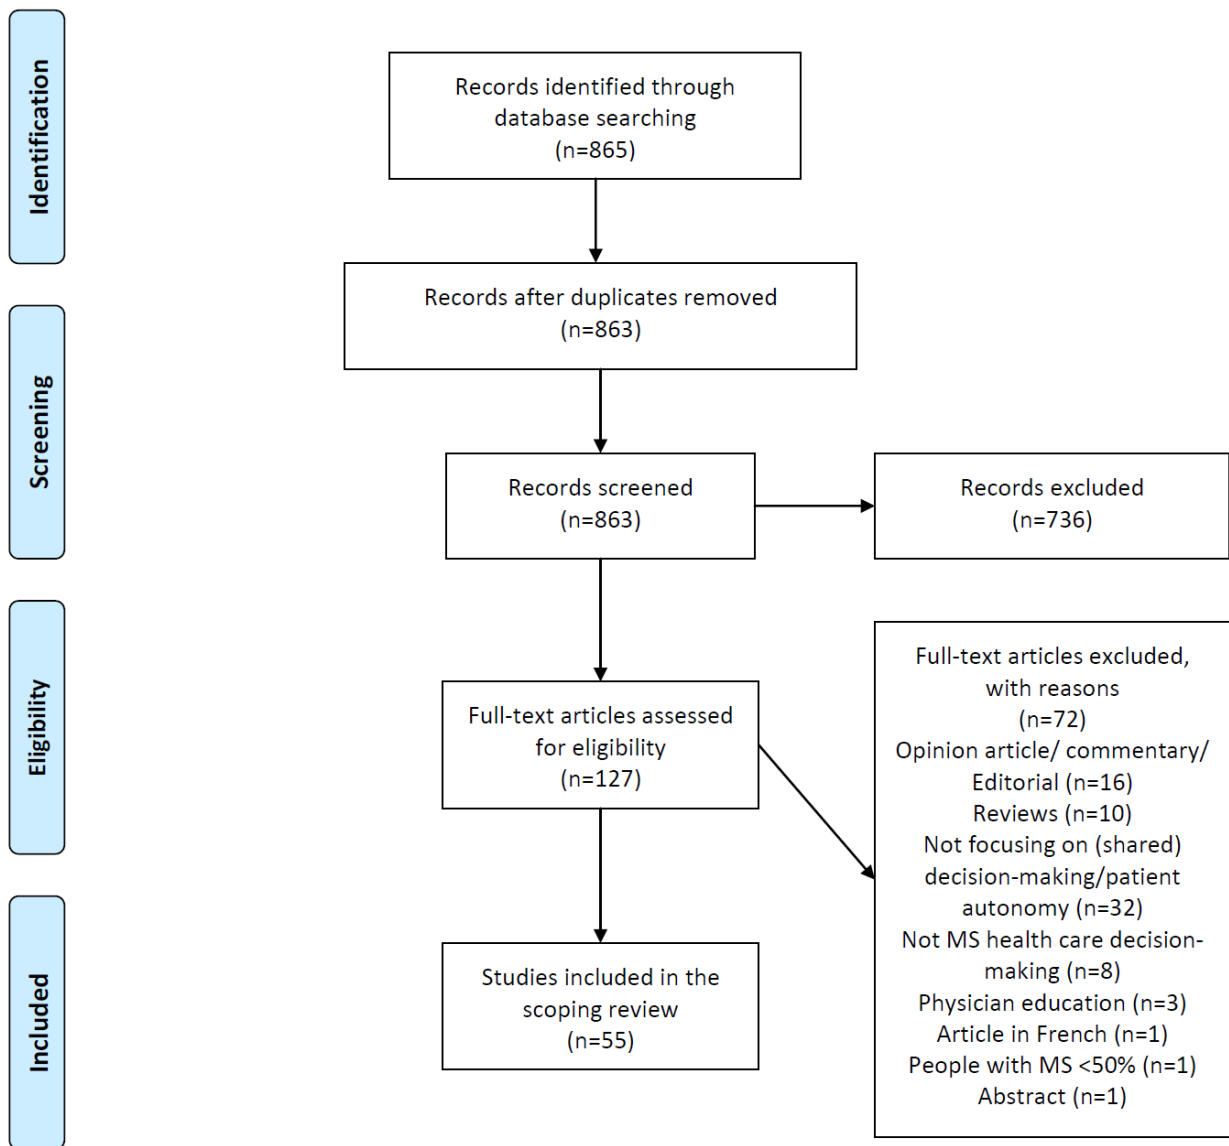 Identification
Records identified through
database searching
(n=865)
Records after duplicates removed
(n=863)
Screening
Records screened
(n=863)
Records excluded
(n=736)
Eligibility
Full-text articles assessed
for eligibility
(n=127)
Full-text articles excluded,
with reasons
(n=72)
Opinion article/ commentary/
Editorial (n=16)
Reviews (n=10)
Not focusing on (shared)
decision-making/patient
autonomy (n=32)
Not MS health care decision-
making (n=8)
Physician education (n=3)
Article in French (n=1)
People with MS <50% (n=1)
Abstract (n=1)
Included
Studies included in the
scoping review
(n=55)